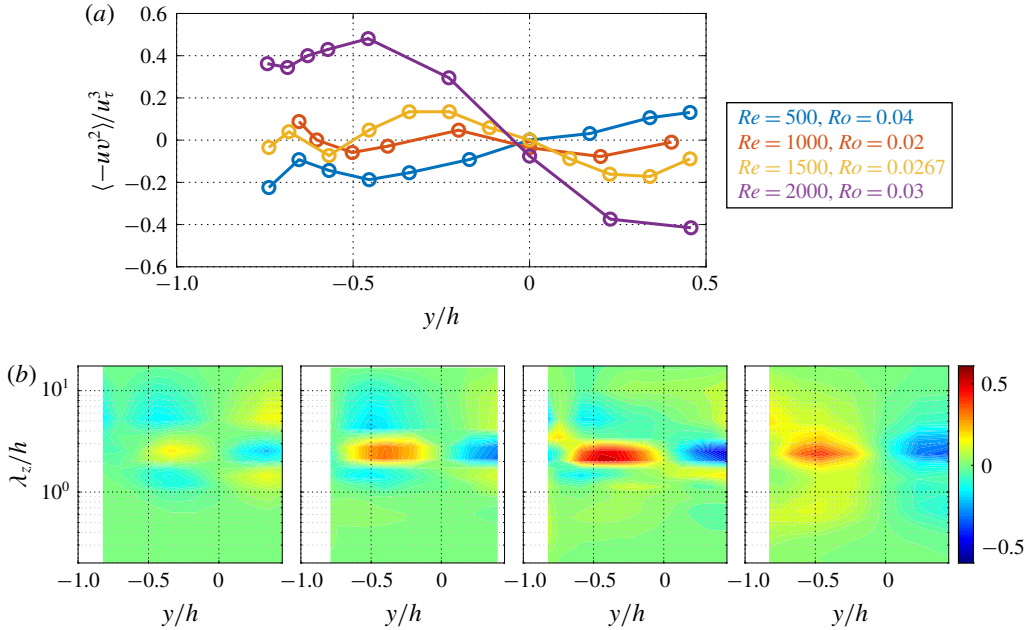 (a)
0.6
0.4
0.2
0
−0.2
−0.4
−0.6
⟨−uv²⟩/u_τ³
−1.0 −0.5 0 0.5
y/h
Re = 500, Ro = 0.04
Re = 1000, Ro = 0.02
Re = 1500, Ro = 0.0267
Re = 2000, Ro = 0.03
(b)
10¹
10⁰
λ_z/h
−1.0 −0.5 0 −1.0 −0.5 0 −1.0 −0.5 0 −1.0 −0.5 0
y/h y/h y/h y/h
0.5
0
−0.5